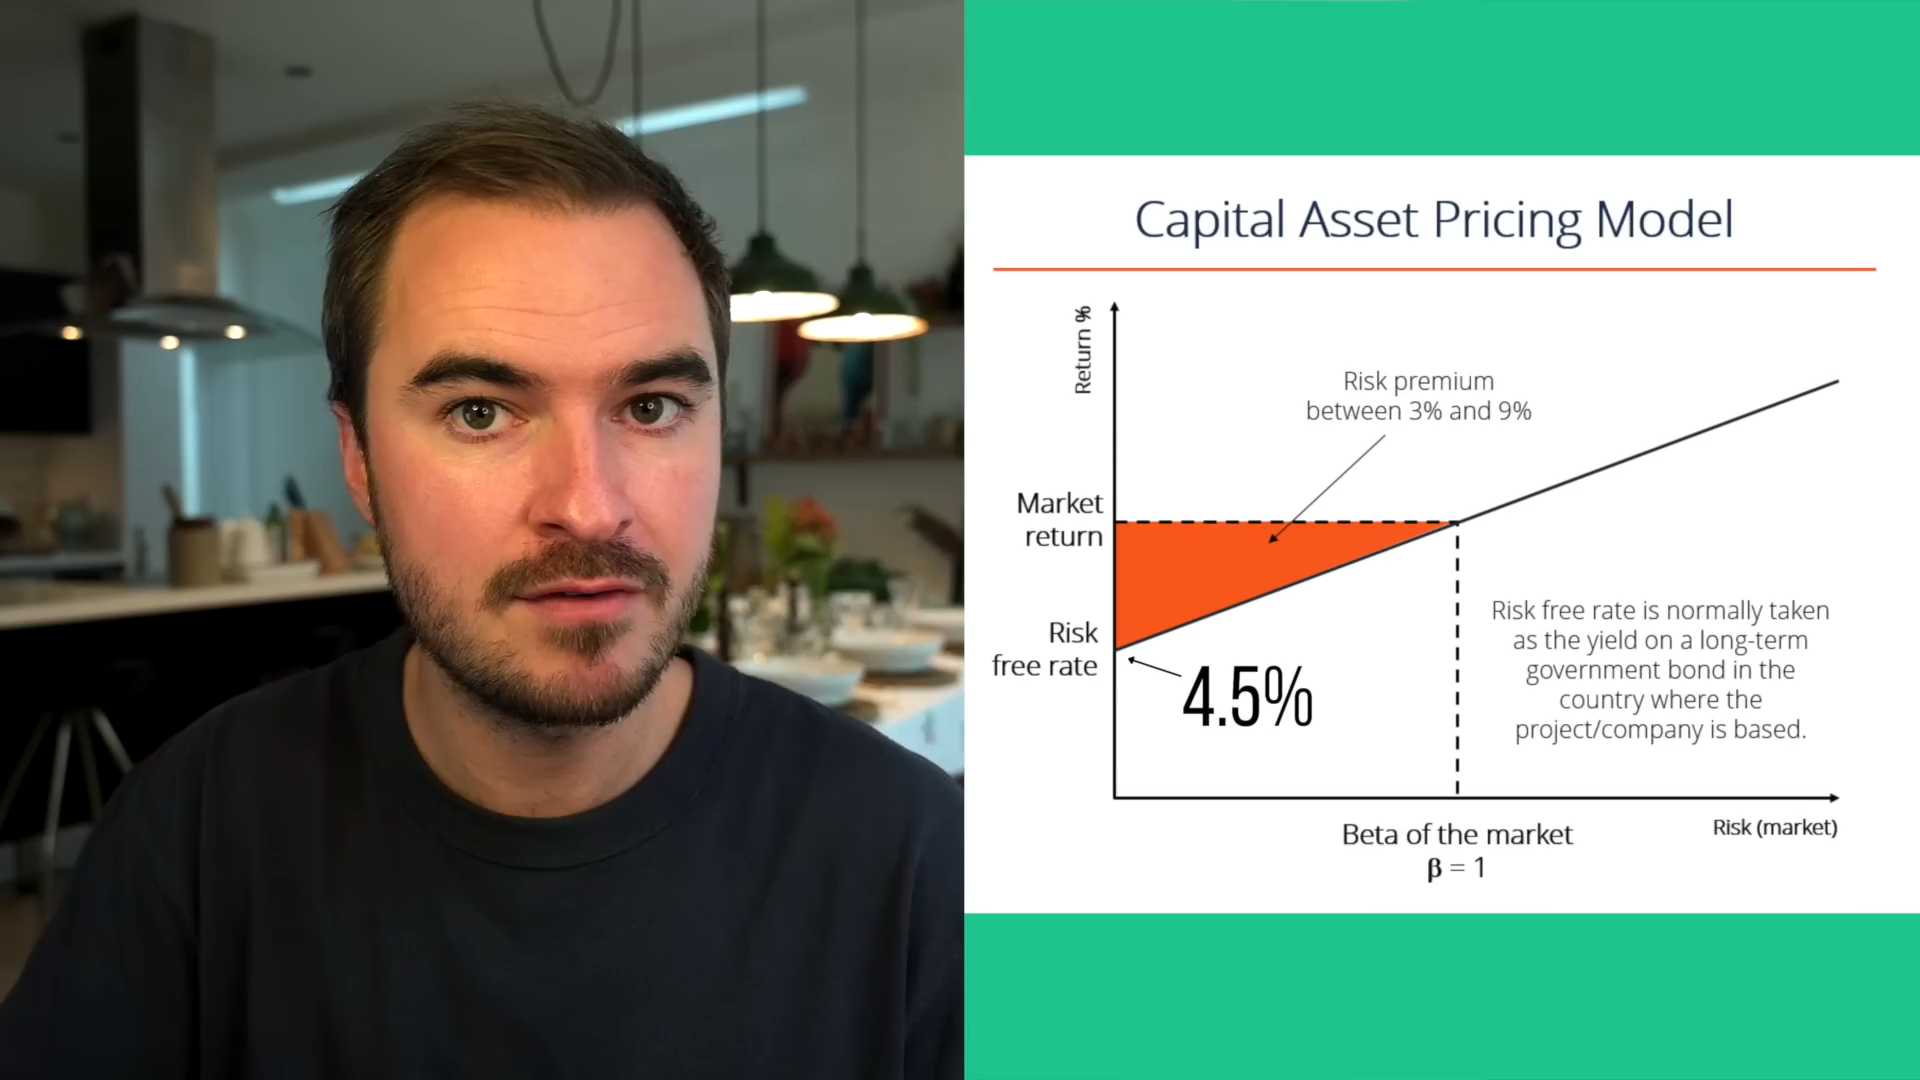 Capital Asset Pricing Model
Return %
Risk premium
between 3% and 9%
Market
return
Risk
free rate
4.5%
Risk free rate is normally taken
as the yield on a long-term
government bond in the
country where the
project/company is based.
Beta of the market
β = 1
Risk (market)